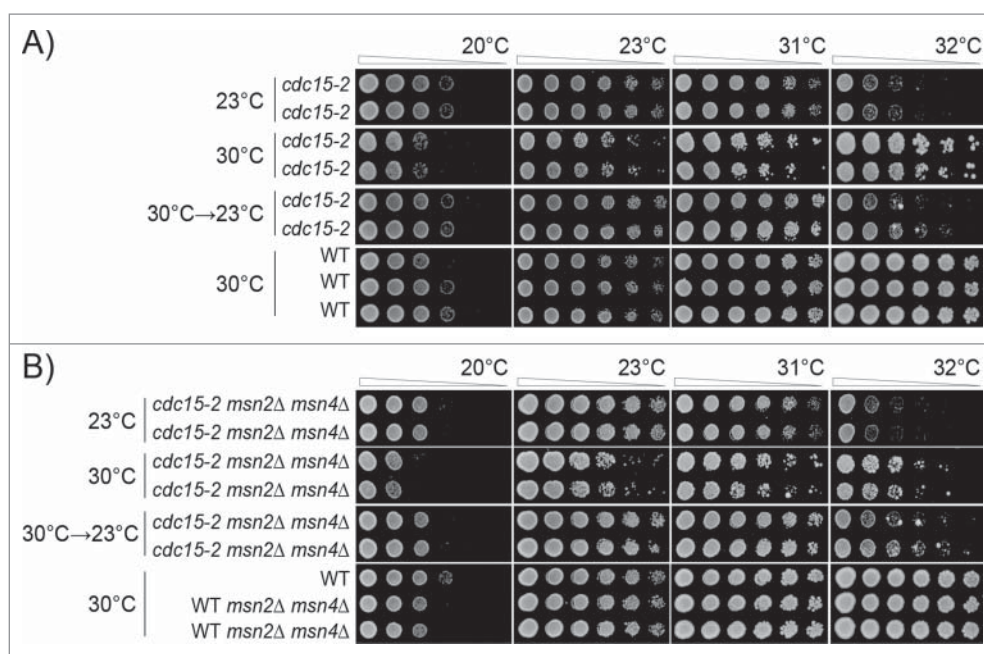 A)
20°C 23°C 31°C 32°C
23°C
cdc15-2
cdc15-2
30°C
cdc15-2
cdc15-2
30°C→23°C
cdc15-2
cdc15-2
30°C
WT
WT
WT
B)
20°C 23°C 31°C 32°C
23°C
cdc15-2 msn2Δ msn4Δ
cdc15-2 msn2Δ msn4Δ
30°C
cdc15-2 msn2Δ msn4Δ
cdc15-2 msn2Δ msn4Δ
30°C→23°C
cdc15-2 msn2Δ msn4Δ
cdc15-2 msn2Δ msn4Δ
30°C
WT
WT msn2Δ msn4Δ
WT msn2Δ msn4Δ